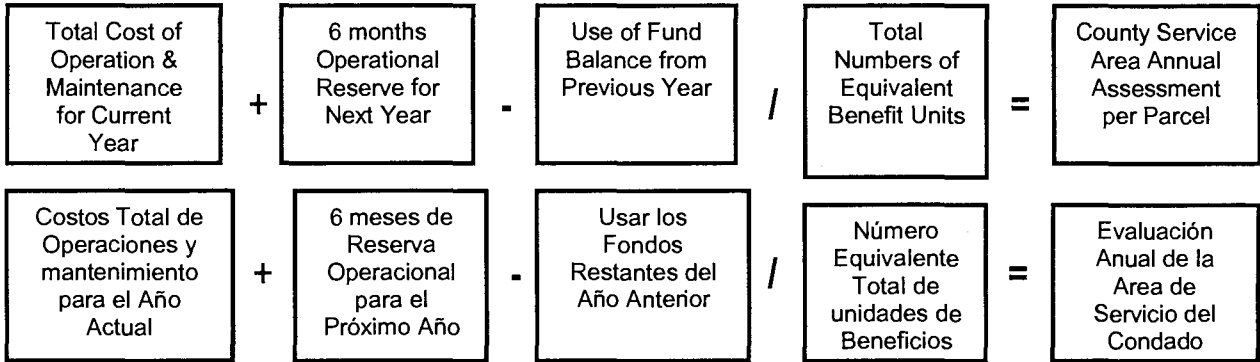 Total Cost of
Operation &
Maintenance
for Current
Year
+
6 months
Operational
Reserve for
Next Year
-
Use of Fund
Balance from
Previous Year
/
Total
Numbers of
Equivalent
Benefit Units
=
County Service
Area Annual
Assessment
per Parcel
Costos Total de
Operaciones y
mantenimiento
para el Año
Actual
+
6 meses de
Reserva
Operacional
para el
Próximo Año
-
Usar los
Fondos
Restantes del
Año Anterior
/
Número
Equivalente
Total de
unidades de
Beneficios
=
Evaluación
Anual de la
Area de
Servicio del
Condado